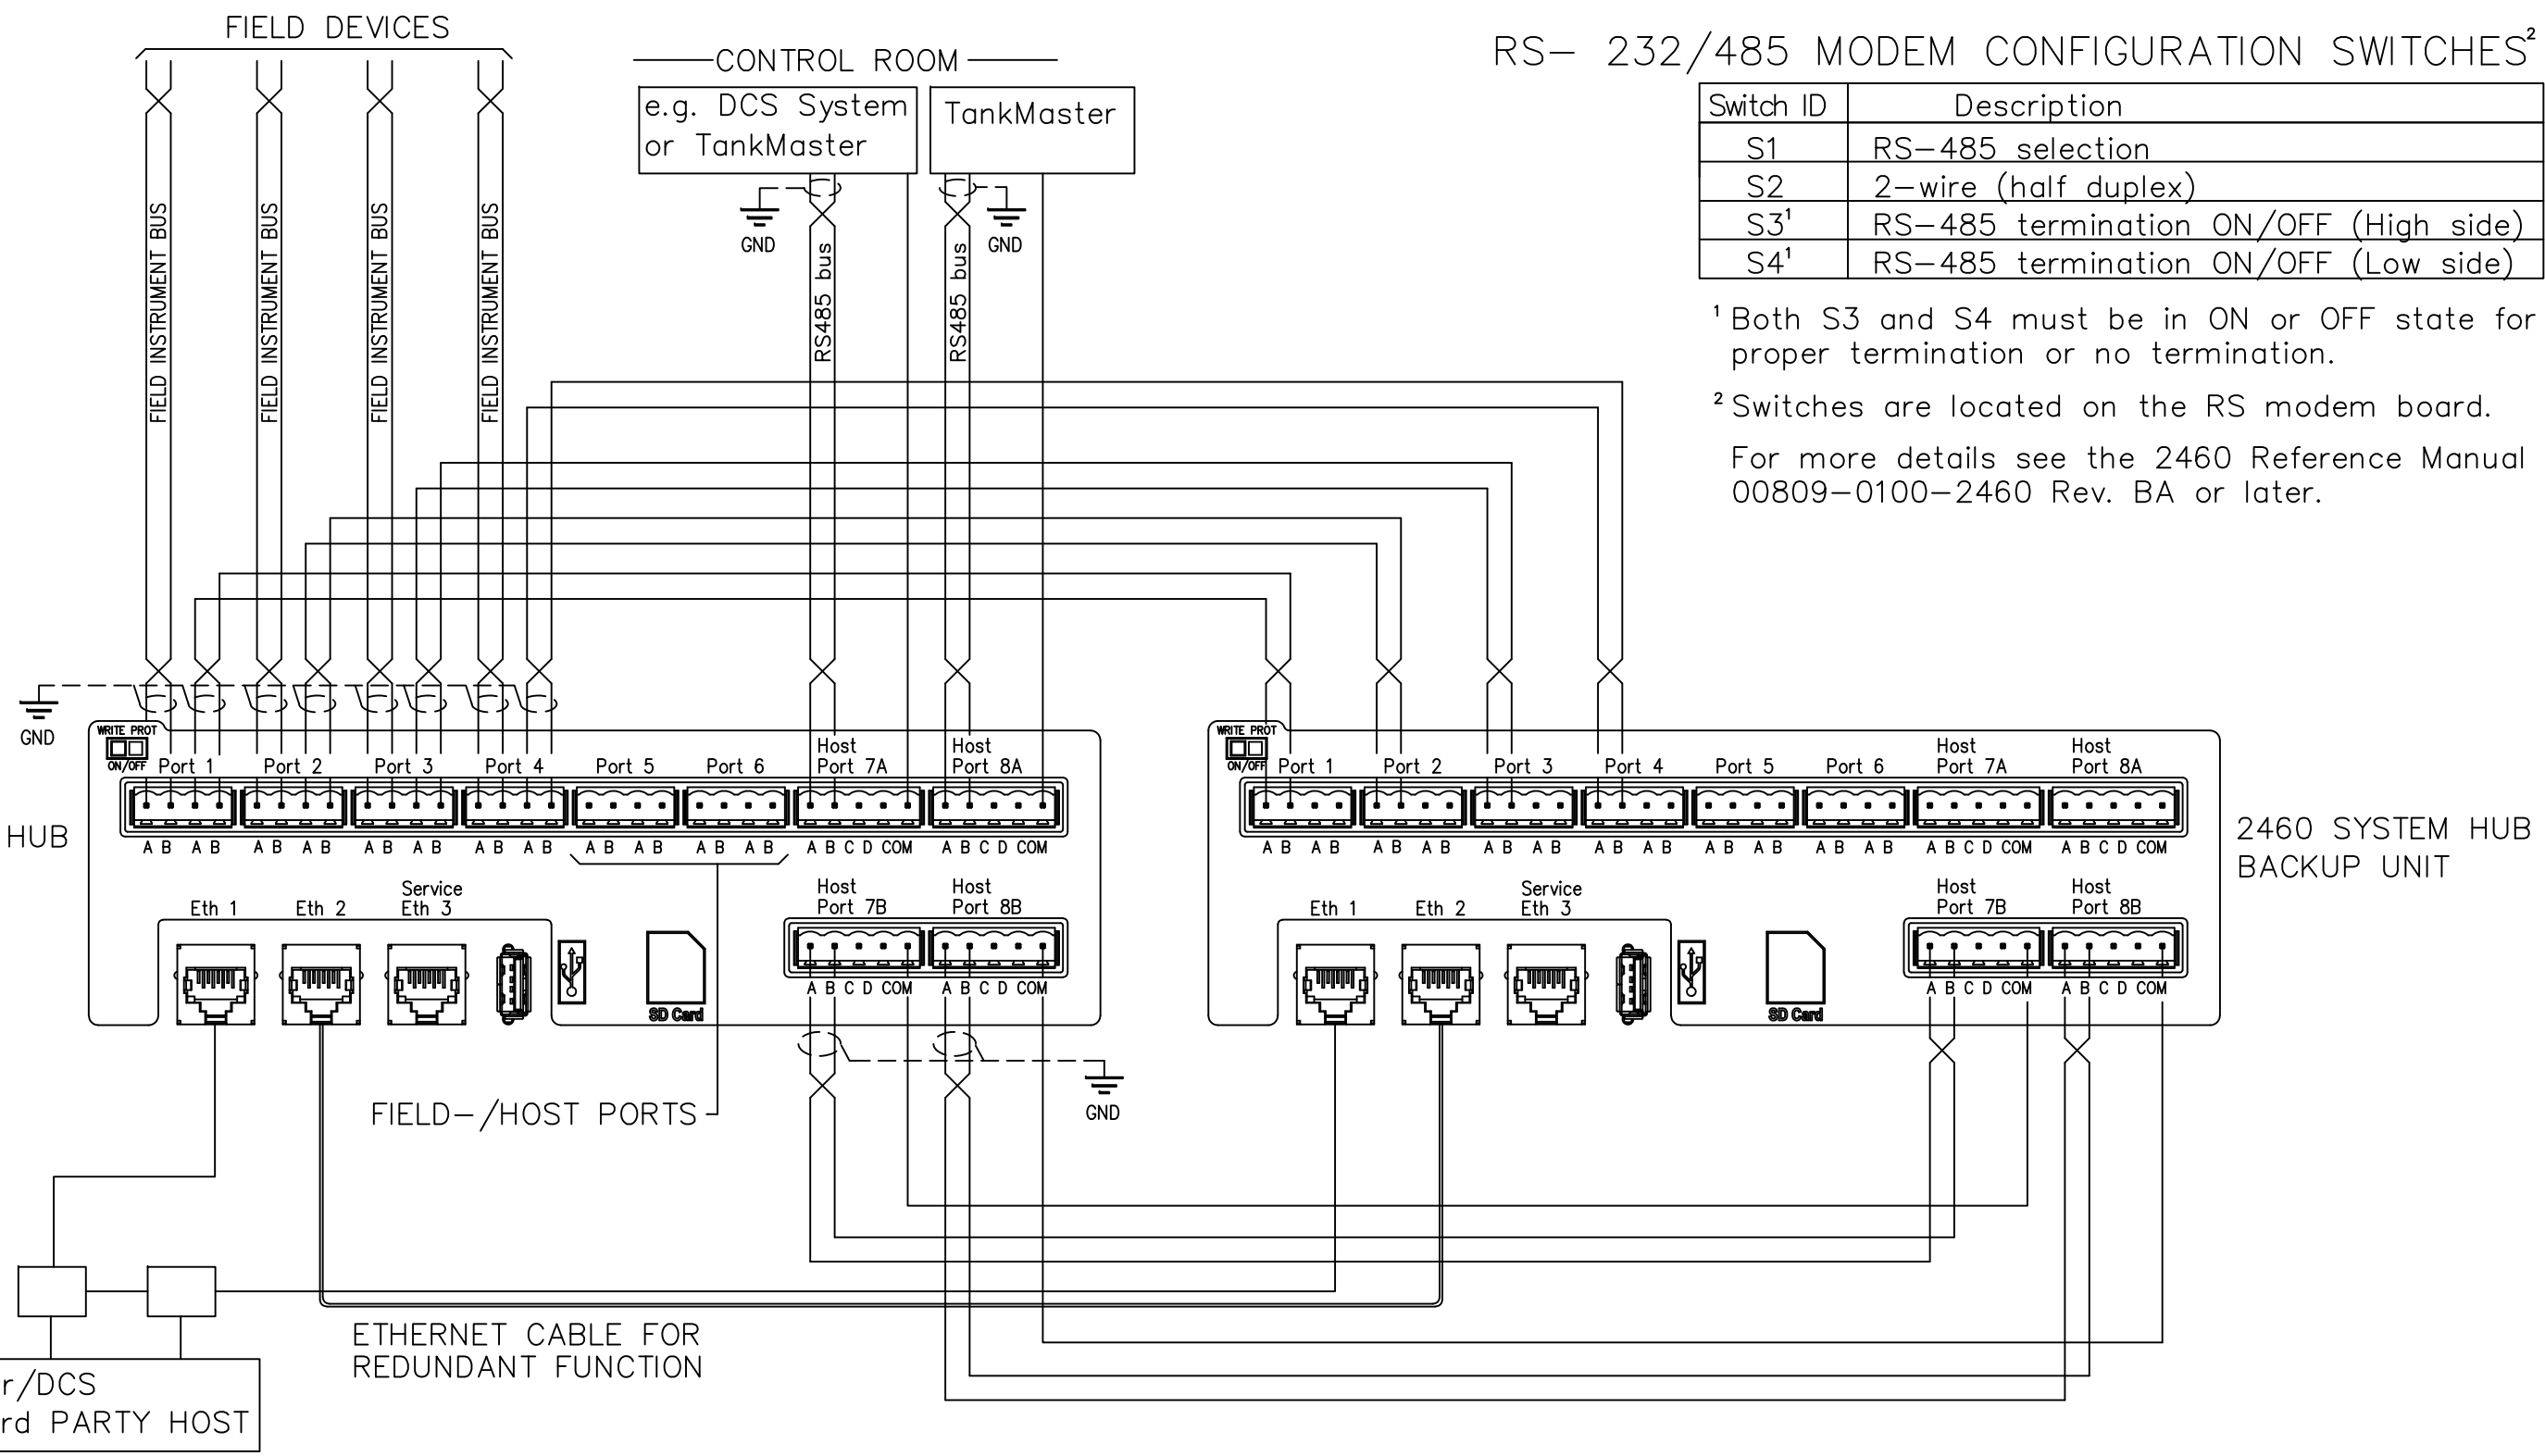 FIELD DEVICES
CONTROL ROOM
e.g. DCS System
or TankMaster
TankMaster
RS- 232/485 MODEM CONFIGURATION SWITCHES²
Switch ID Description
S1 RS-485 selection
S2 2-wire (half duplex)
S3¹ RS-485 termination ON/OFF (High side)
S4¹ RS-485 termination ON/OFF (Low side)
¹ Both S3 and S4 must be in ON or OFF state for
proper termination or no termination.
² Switches are located on the RS modem board.
For more details see the 2460 Reference Manual
00809-0100-2460 Rev. BA or later.
GND
GND
FIELD INSTRUMENT BUS
FIELD INSTRUMENT BUS
FIELD INSTRUMENT BUS
FIELD INSTRUMENT BUS
RS485 bus
RS485 bus
GND
HUB
WRITE PROT
ON/OFF
Port 1 Port 2 Port 3 Port 4 Port 5 Port 6 Host Port 7A Host Port 8A
A B A B A B A B A B A B A B A B A B A B A B A B A B C D COM A B C D COM
Eth 1 Eth 2 Service Eth 3
SD Card
Host Port 7B Host Port 8B
A B C D COM A B C D COM
WRITE PROT
ON/OFF
Port 1 Port 2 Port 3 Port 4 Port 5 Port 6 Host Port 7A Host Port 8A
A B A B A B A B A B A B A B A B A B A B A B A B A B C D COM A B C D COM
Eth 1 Eth 2 Service Eth 3
SD Card
Host Port 7B Host Port 8B
A B C D COM A B C D COM
2460 SYSTEM HUB
BACKUP UNIT
FIELD-/HOST PORTS
GND
ETHERNET CABLE FOR
REDUNDANT FUNCTION
r/DCS
rd PARTY HOST